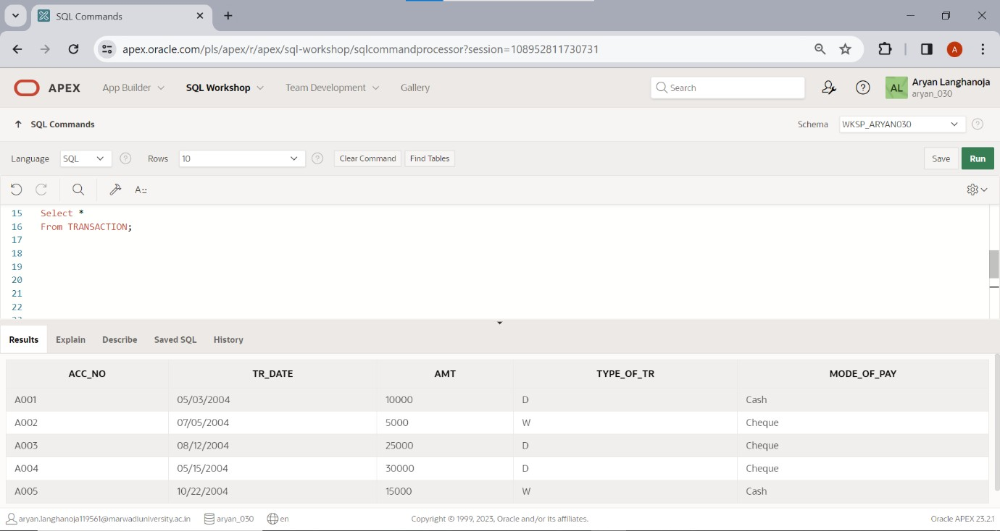 SQL Commands
apex.oracle.com/pls/apex/r/apex/sql-workshop/sqlcommandprocessor?session=108952811730731
A
APEX App Builder SQL Workshop Team Development Gallery Search AL Aryan Langhanoja
aryan_030
SQL Commands Schema WKSP_ARYAN030
Language SQL Rows 10 Clear Command Find Tables Save Run
A::
15 Select *
16 From TRANSACTION;
17
18
19
20
21
22
Results Explain Describe Saved SQL History
ACC_NO TR_DATE AMT TYPE_OF_TR MODE_OF_PAY
A001 05/03/2004 10000 D Cash
A002 07/05/2004 5000 W Cheque
A003 08/12/2004 25000 D Cheque
A004 05/15/2004 30000 D Cheque
A005 10/22/2004 15000 W Cash
aryan.langhanoja119561@marwadiuniversity.ac.in aryan_030 en Copyright © 1999, 2023, Oracle and/or its affiliates. Oracle APEX 23.2.1